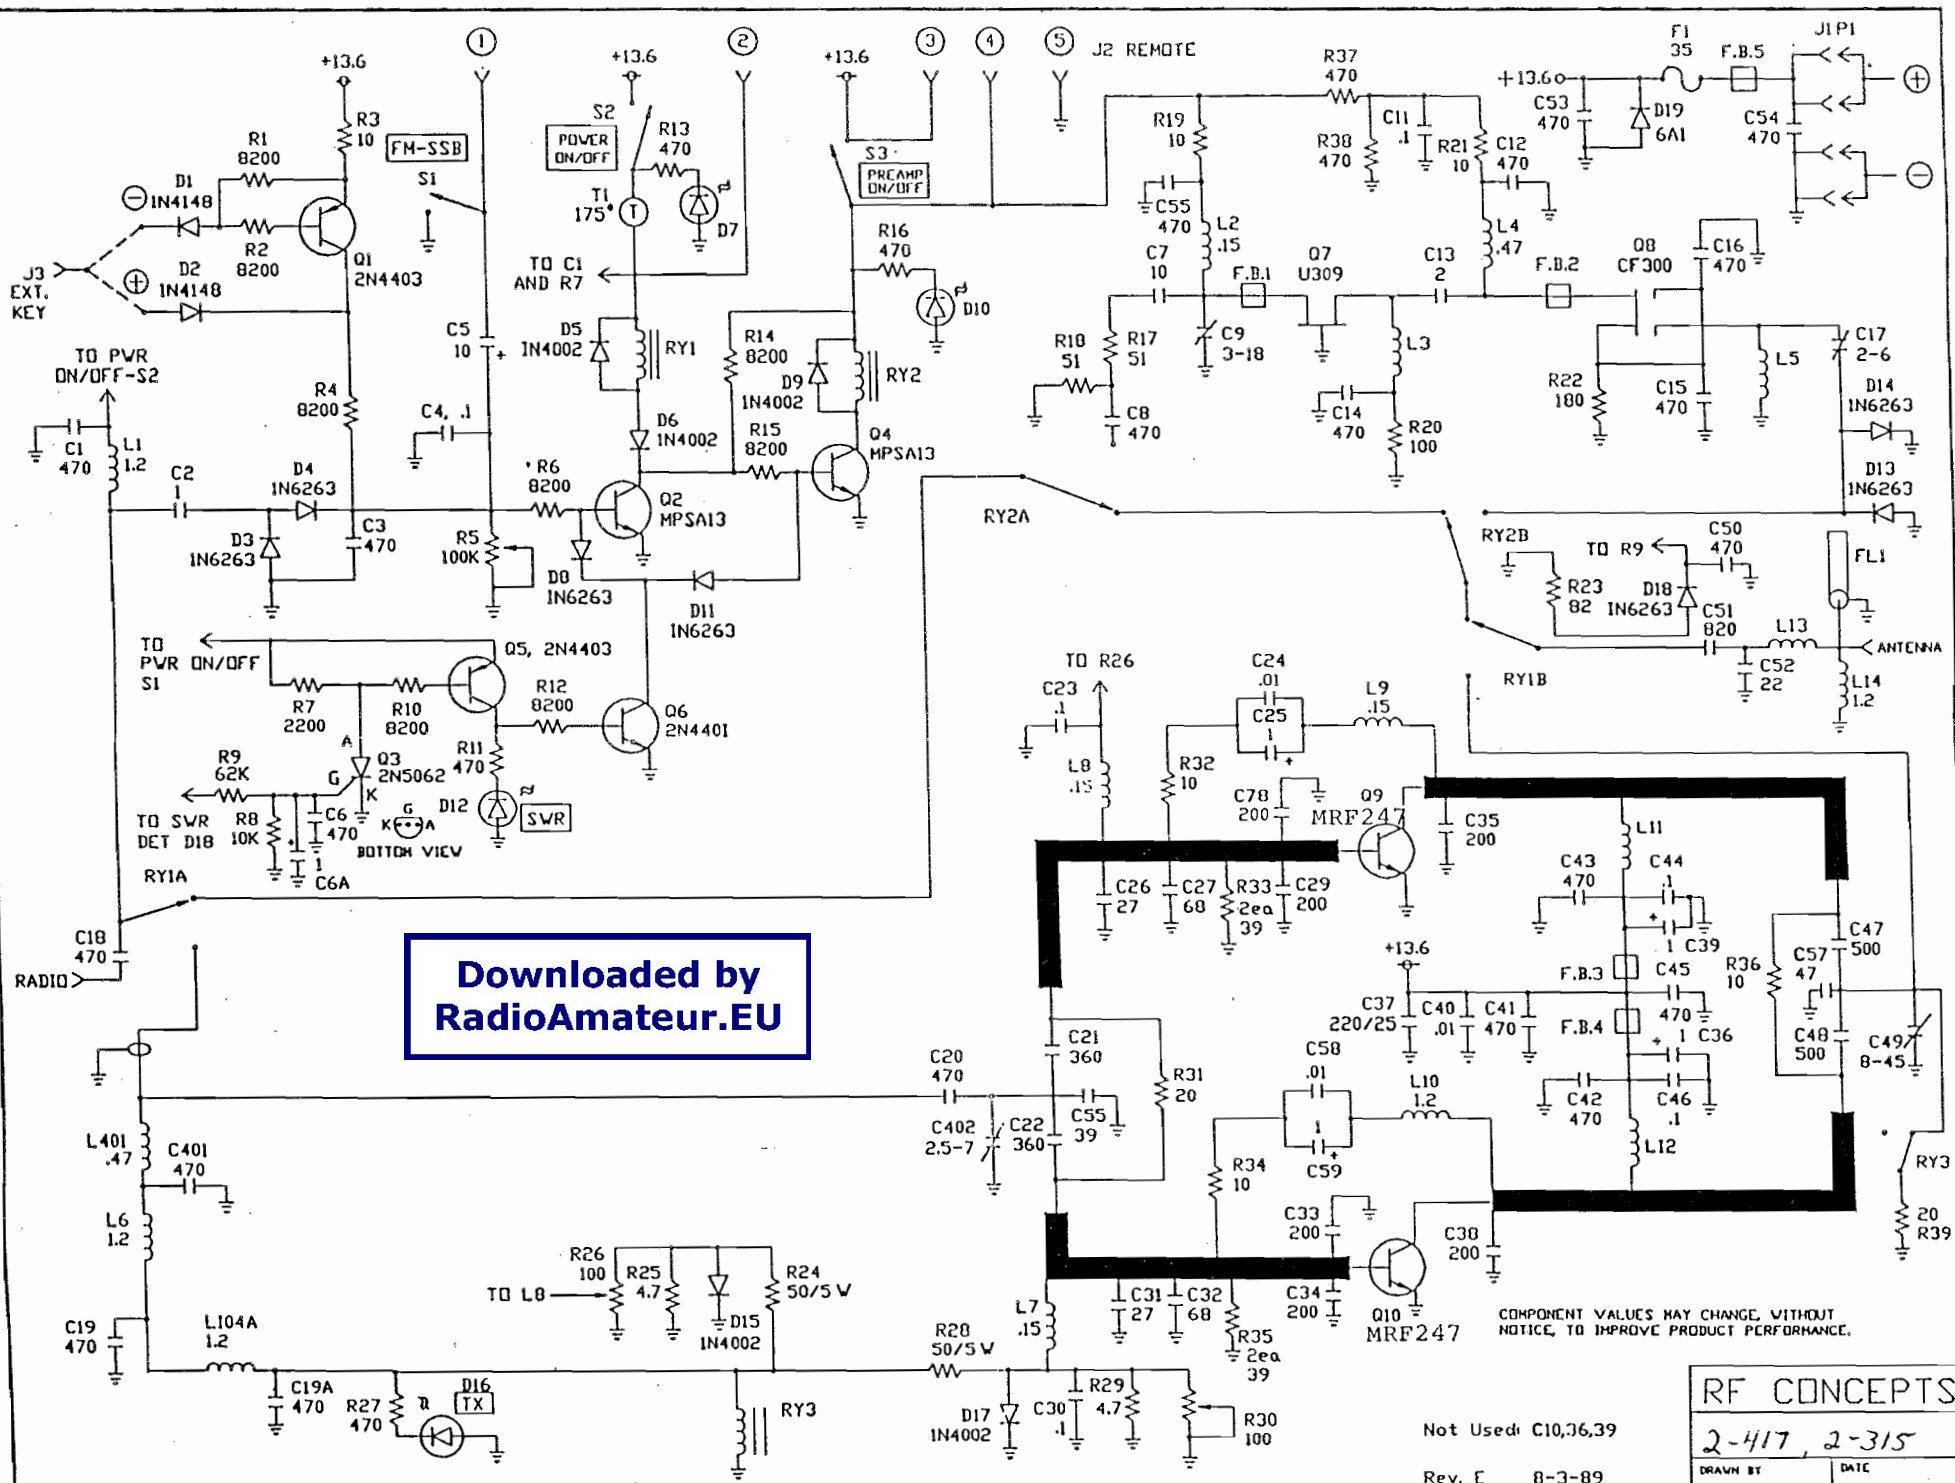 1
2
3
4
5
J2 REMOTE
+13.6
+13.6
+13.6
+13.6
R3
10
R1
8200
FM-SSB
S1
S2
POWER
ON/OFF
R13
470
T1
175°
T
D7
S3
PREAMP
ON/OFF
R16
470
D10
R37
470
R19
10
R38
470
C11
.1
R21
10
C12
470
C53
470
D19
6A1
F1
35
F.B.5
J1P1
C54
470
+
−
D1
1N4148
R2
8200
Q1
2N4403
D2
1N4148
J3
EXT.
KEY
TO PWR
ON/OFF-S2
C1
470
L1
1.2
C2
1
D4
1N6263
D3
1N6263
C3
470
R4
8200
C5
10
+
C4, .1
R5
100K
TO C1
AND R7
D5
1N4002
RY1
D6
1N4002
R6
8200
Q2
MPSA13
D8
1N6263
D11
1N6263
R14
8200
D9
1N4002
RY2
R15
8200
Q4
MPSA13
C55
470
L2
.15
C7
10
F.B.1
Q7
U309
C13
2
L4
.47
F.B.2
Q8
CF300
C16
470
R18
51
R17
51
C9
3-18
C8
470
C14
470
L3
R20
100
R22
180
C15
470
L5
C17
2-6
D14
1N6263
D13
1N6263
RY2A
RY2B
TO R9
C50
470
R23
82
D18
1N6263
C51
820
FL1
L13
C52
22
ANTENNA
L14
1.2
RY1B
TO
PWR ON/OFF
S1
Q5, 2N4403
R7
2200
R10
8200
R12
8200
Q6
2N4401
R11
470
D12
SWR
R9
62K
A
G
K
Q3
2N5062
TO SWR
DET D18
R8
10K
C6
470
1
C6A
G
K
A
BOTTOM VIEW
RY1A
C18
470
RADIO
Downloaded by
RadioAmateur.EU
TO R26
C23
.1
L8
.15
R32
10
C24
.01
C25
1
+
L9
.15
C78
200
Q9
MRF247
C35
200
C26
27
C27
68
R33
2ea
39
C29
200
L11
C43
470
C44
.1
+
1
C39
F.B.3
C45
470
+13.6
C37
220/25
C40
.01
C41
470
F.B.4
+
1
C36
C42
470
C46
.1
L12
R36
10
C57
47
C47
500
C48
500
C49
8-45
RY3
20
R39
C21
360
R31
20
C20
470
C402
2.5-7
C22
360
C55
39
C58
.01
1
+
C59
L10
1.2
R34
10
C33
200
C38
200
C31
27
C32
68
R35
2ea
39
C34
200
Q10
MRF247
L401
.47
C401
470
L6
1.2
C19
470
L104A
1.2
C19A
470
R27
470
D16
TX
TO L8
R26
100
R25
4.7
D15
1N4002
R24
50/5 W
RY3
R28
50/5 W
L7
.15
D17
1N4002
C30
.1
R29
4.7
R30
100
COMPONENT VALUES MAY CHANGE, WITHOUT
NOTICE, TO IMPROVE PRODUCT PERFORMANCE.
Not Used: C10,36,39
Rev. E 8-3-89
RF CONCEPTS
2-417, 2-315
DRAWN BY
DATE